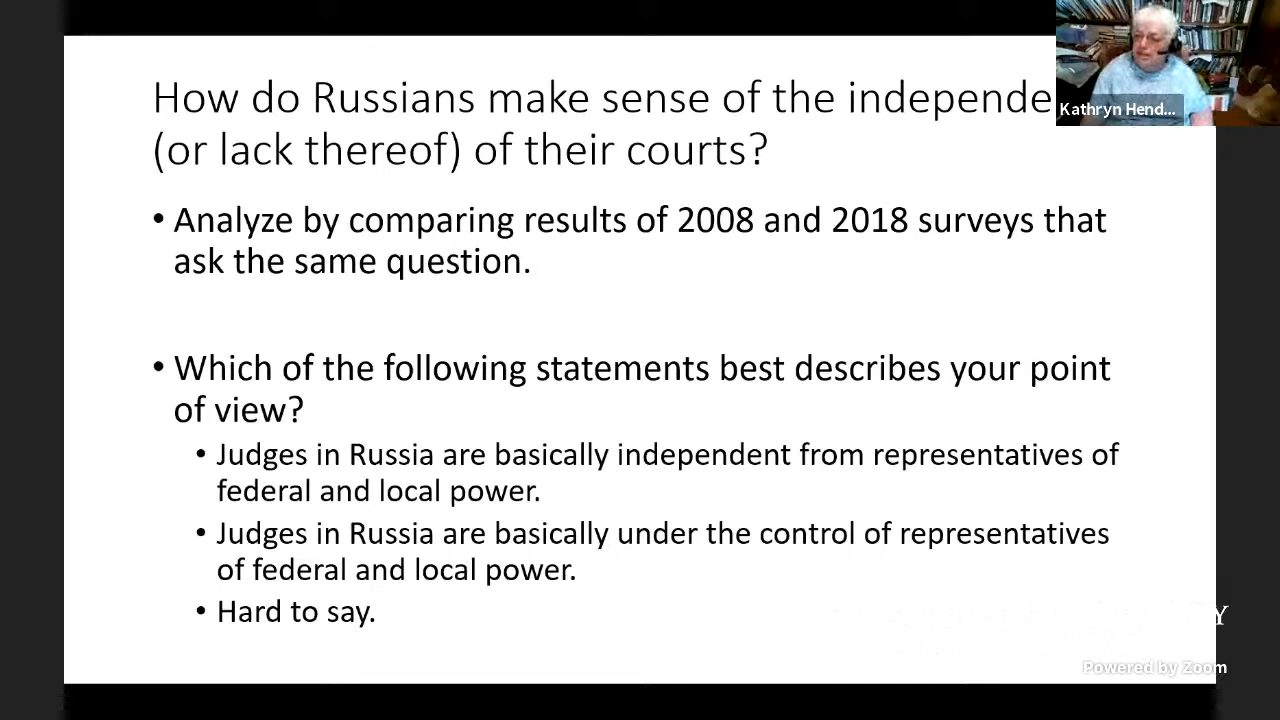 How do Russians make sense of the independe
(or lack thereof) of their courts?
Kathryn Hend...
• Analyze by comparing results of 2008 and 2018 surveys that
ask the same question.
• Which of the following statements best describes your point
of view?
• Judges in Russia are basically independent from representatives of
federal and local power.
• Judges in Russia are basically under the control of representatives
of federal and local power.
• Hard to say.
Y
Powered by Zoom